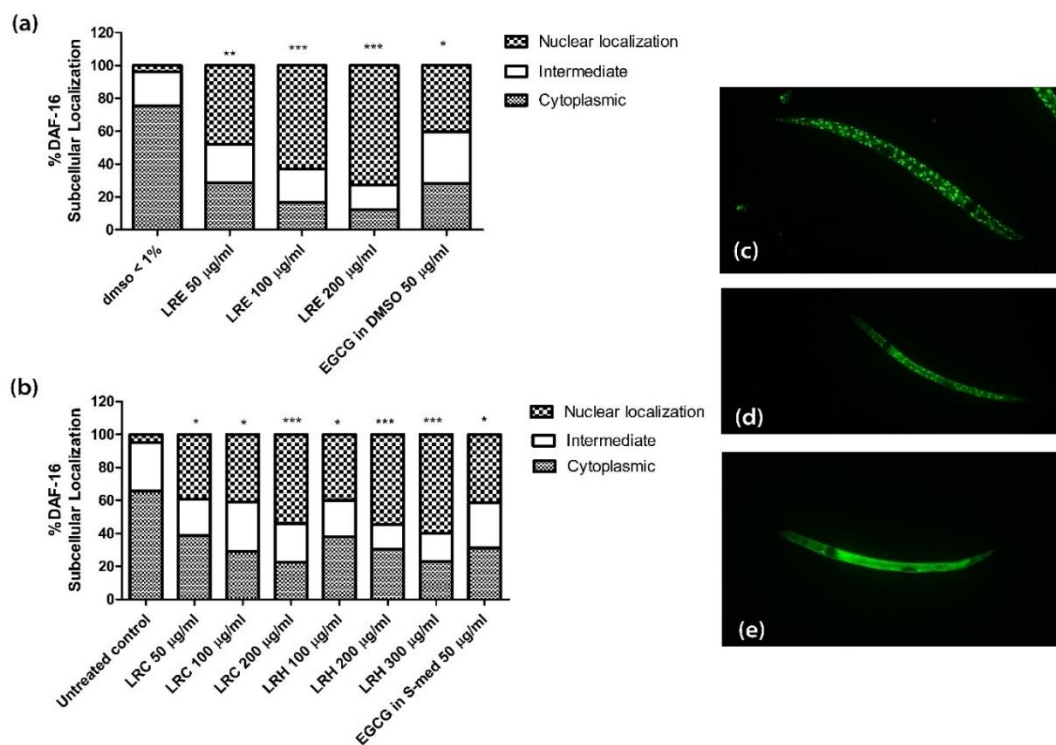 (a)
120
100
80
60
40
20
0
%DAF-16
Subcellular Localization
** *** *** *
Nuclear localization
Intermediate
Cytoplasmic
dmso < 1%
LRE 50 µg/ml
LRE 100 µg/ml
LRE 200 µg/ml
EGCG in DMSO 50 µg/ml
(b)
120
100
80
60
40
20
0
%DAF-16
Subcellular Localization
* * *** * *** *** *
Nuclear localization
Intermediate
Cytoplasmic
Untreated control
LRC 50 µg/ml
LRC 100 µg/ml
LRC 200 µg/ml
LRH 100 µg/ml
LRH 200 µg/ml
LRH 300 µg/ml
EGCG in S-med 50 µg/ml
(c)
(d)
(e)